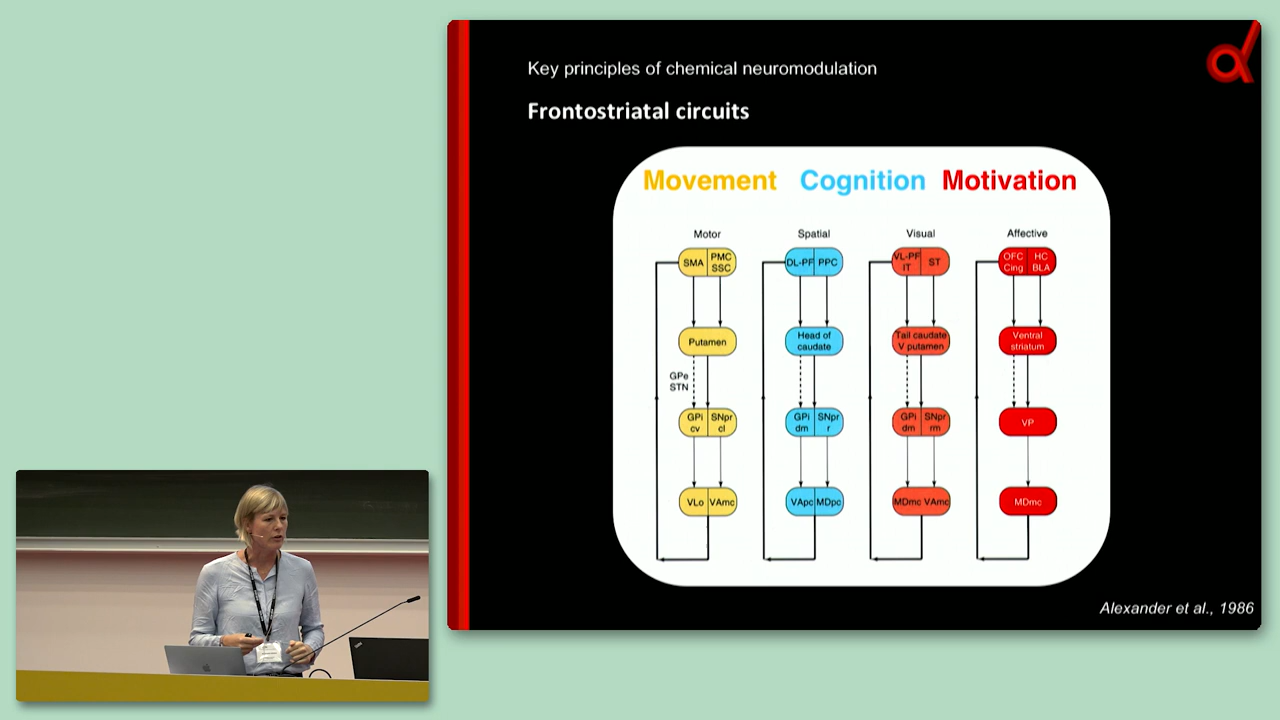 Key principles of chemical neuromodulation
Frontostriatal circuits
Movement Cognition Motivation
Motor
SMA
PMC
SSC
Putamen
GPe
STN
GPi
cv
SNpr
cl
VLo
VAmc
Spatial
DL-PF
PPC
Head of
caudate
GPi
dm
SNpr
r
VApc
MDpc
Visual
VL-PF
IT
ST
Tail caudate
V putamen
GPi
dm
SNpr
rm
MDmc
VAmc
Affective
OFC
Cing
HC
BLA
Ventral
striatum
VP
MDmc
Alexander et al., 1986